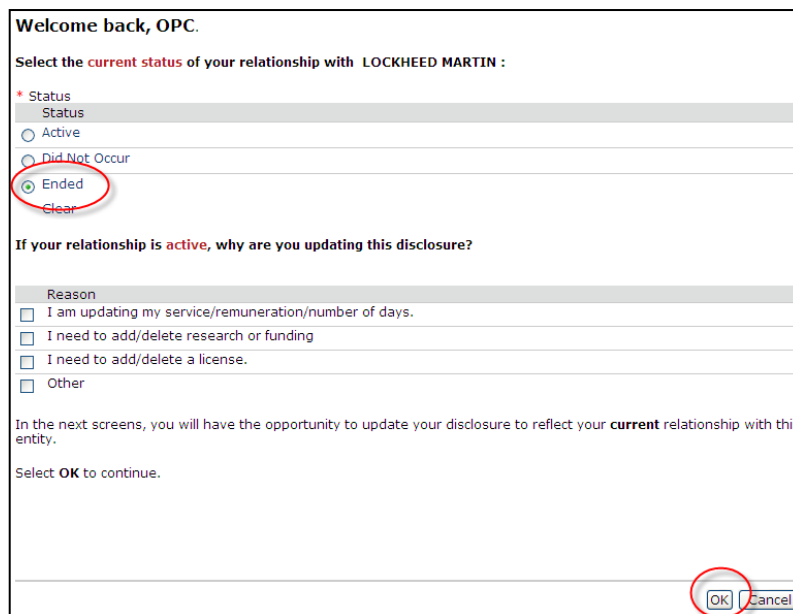 Welcome back, OPC.
Select the current status of your relationship with LOCKHEED MARTIN :
* Status
Status
Active
Did Not Occur
Ended
Clear
If your relationship is active, why are you updating this disclosure?
Reason
I am updating my service/remuneration/number of days.
I need to add/delete research or funding
I need to add/delete a license.
Other
In the next screens, you will have the opportunity to update your disclosure to reflect your current relationship with thi
entity.
Select OK to continue.
OK Cancel